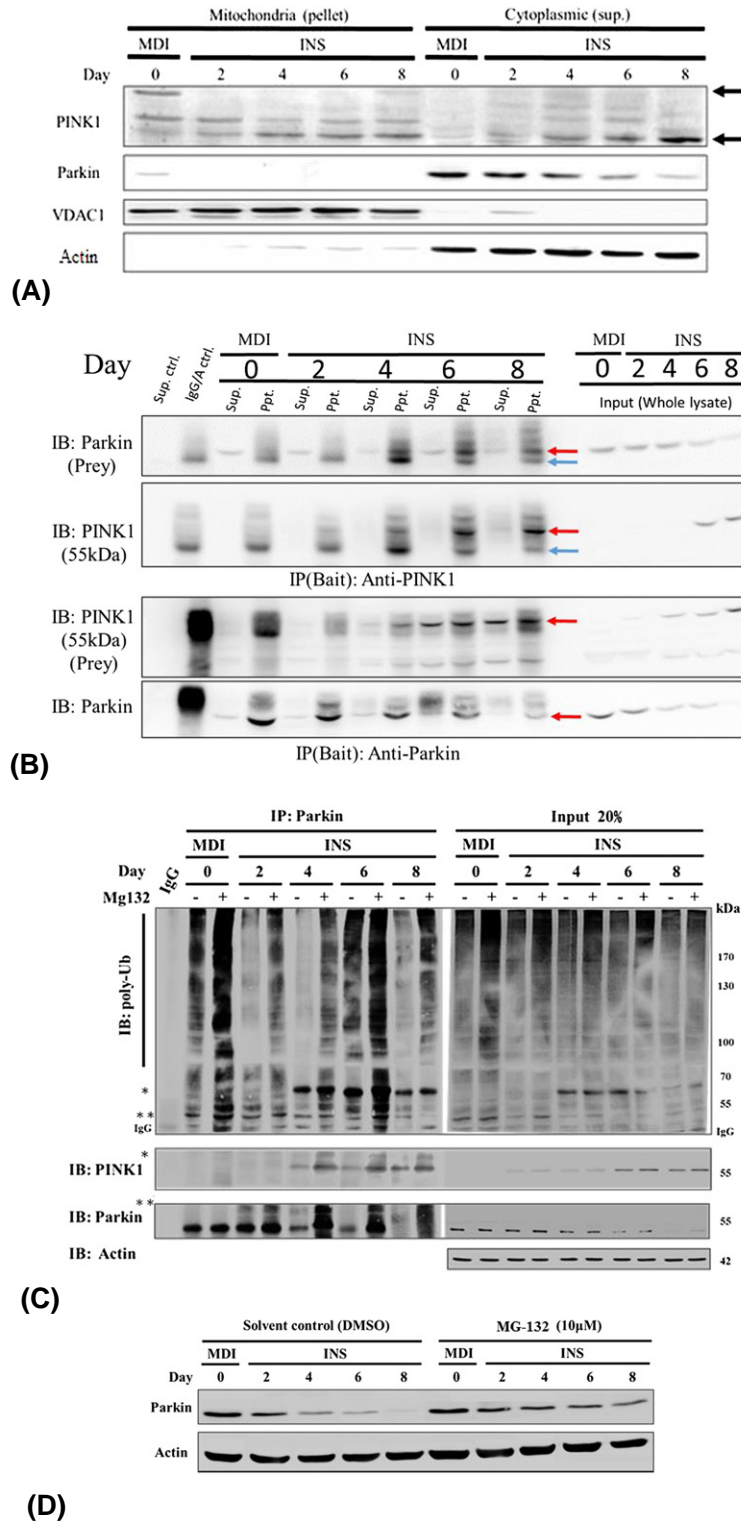 Mitochondria (pellet) Cytoplasmic (sup.)
MDI INS MDI INS
Day 0 2 4 6 8 0 2 4 6 8
PINK1
Parkin
VDAC1
Actin
(A)
MDI INS MDI INS
Day 0 2 4 6 8 0 2 4 6 8
Sup. ctrl. IgG/A ctrl. Sup. Ppt. Sup. Ppt. Sup. Ppt. Sup. Ppt. Sup. Ppt. Input (Whole lysate)
IB: Parkin
(Prey)
IB: PINK1
(55kDa)
IP(Bait): Anti-PINK1
IB: PINK1
(55kDa)
(Prey)
IB: Parkin
IP(Bait): Anti-Parkin
(B)
IP: Parkin Input 20%
MDI INS MDI INS
IgG Day 0 2 4 6 8 0 2 4 6 8
Mg132 - + - + - + - + - + - + - + - + - + - + kDa
IB: poly-Ub
170
130
100
70
*
55
**
IgG IgG
*
IB: PINK1 55
**
IB: Parkin 55
IB: Actin 42
(C)
Solvent control (DMSO) MG-132 (10μM)
MDI INS MDI INS
Day 0 2 4 6 8 0 2 4 6 8
Parkin
Actin
(D)